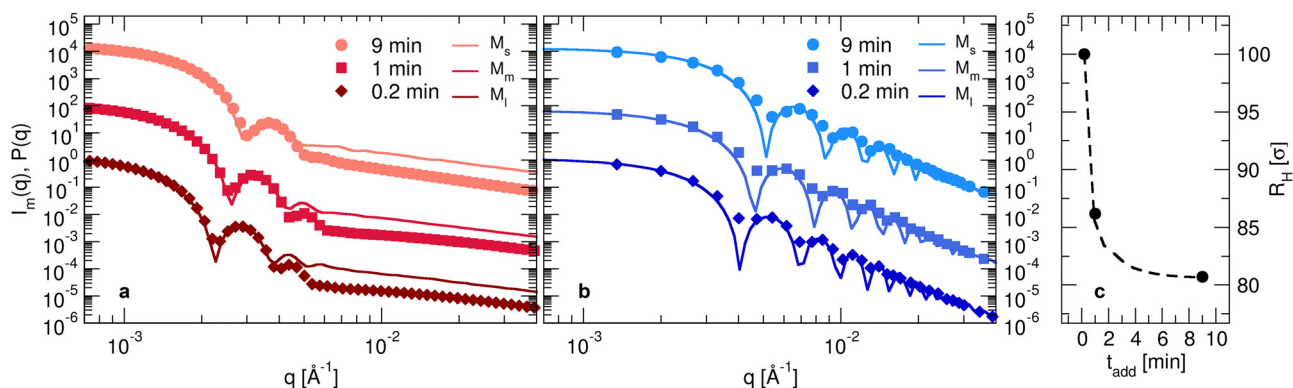 I_m(q), P(q)
10^4
10^3
10^2
10^1
10^0
10^-1
10^-2
10^-3
10^-4
10^-5
10^-6
9 min
1 min
0.2 min
M_s
M_m
M_l
a
10^-3
10^-2
q [Å^-1]
9 min
1 min
0.2 min
M_s
M_m
M_l
b
10^-3
10^-2
q [Å^-1]
10^5
10^4
10^3
10^2
10^1
10^0
10^-1
10^-2
10^-3
10^-4
10^-5
10^-6
c
0 2 4 6 8 10
t_add [min]
100
95
90
85
80
R_H [σ]